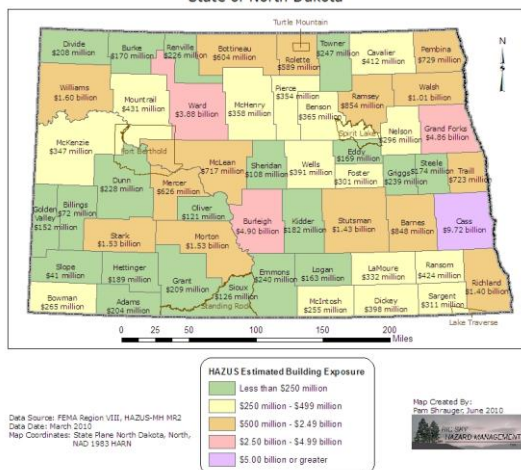 State of North Dakota
Turtle Mountain
Divide
$208 million
Burke
$170 million
Renville
$226 million
Bottineau
$604 million
Rolette
$589 million
Towner
$247 million
Cavalier
$412 million
Pembina
$729 million
N
Williams
$1.60 billion
Mountrail
$431 million
Ward
$3.88 billion
McHenry
$358 million
Pierce
$354 million
Benson
$365 million
Ramsey
$854 million
Walsh
$1.01 billion
Spirit Lake
Nelson
$296 million
Grand Forks
$4.86 billion
McKenzie
$347 million
Fort Berthold
McLean
$717 million
Sheridan
$108 million
Wells
$391 million
Eddy
$169 million
Foster
$301 million
Griggs
$239 million
Steele
$174 million
Traill
$723 million
Dunn
$228 million
Mercer
$626 million
Oliver
$121 million
Golden
Valley
$152 million
Billings
$72 million
Stark
$1.53 billion
Morton
$1.53 billion
Burleigh
$4.90 billion
Kidder
$182 million
Stutsman
$1.43 billion
Barnes
$848 million
Cass
$9.72 billion
Slope
$41 million
Hettinger
$189 million
Grant
$209 million
Sioux
$126 million
Standing Rock
Emmons
$240 million
Logan
$163 million
LaMoure
$332 million
Ransom
$424 million
Richland
$1.40 billion
Bowman
$265 million
Adams
$204 million
McIntosh
$255 million
Dickey
$398 million
Sargent
$311 million
Lake Traverse
0 25 50 100 150 200
Miles
HAZUS Estimated Building Exposure
Less than $250 million
$250 million - $499 million
$500 million - $2.49 billion
$2.50 billion - $4.99 billion
$5.00 billion or greater
Data Source: FEMA Region VIII, HAZUS-MH MR2
Data Date: March 2010
Map Coordinates: State Plane North Dakota, North,
NAD 1983 HARN
Map Created By:
Pam Shrauger, June 2010
BIG SKY
HAZARD MANAGEMENT